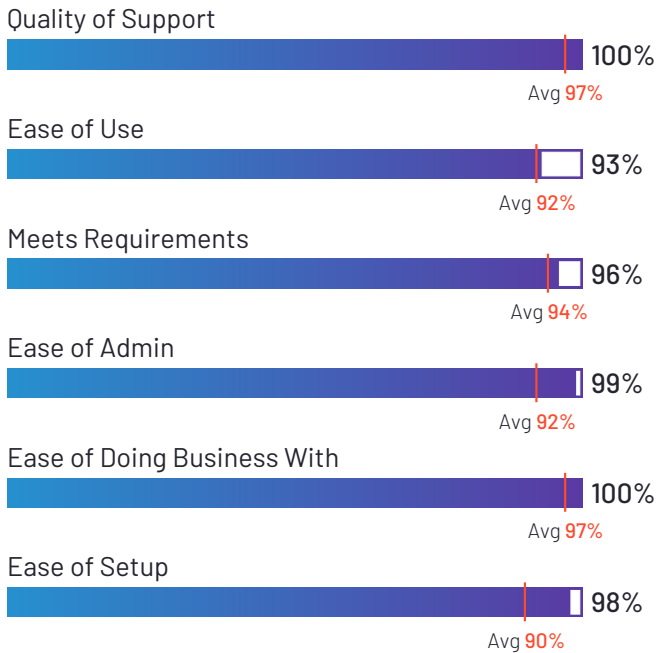 Quality of Support
100%
Avg 97%
Ease of Use
93%
Avg 92%
Meets Requirements
96%
Avg 94%
Ease of Admin
99%
Avg 92%
Ease of Doing Business With
100%
Avg 97%
Ease of Setup
98%
Avg 90%